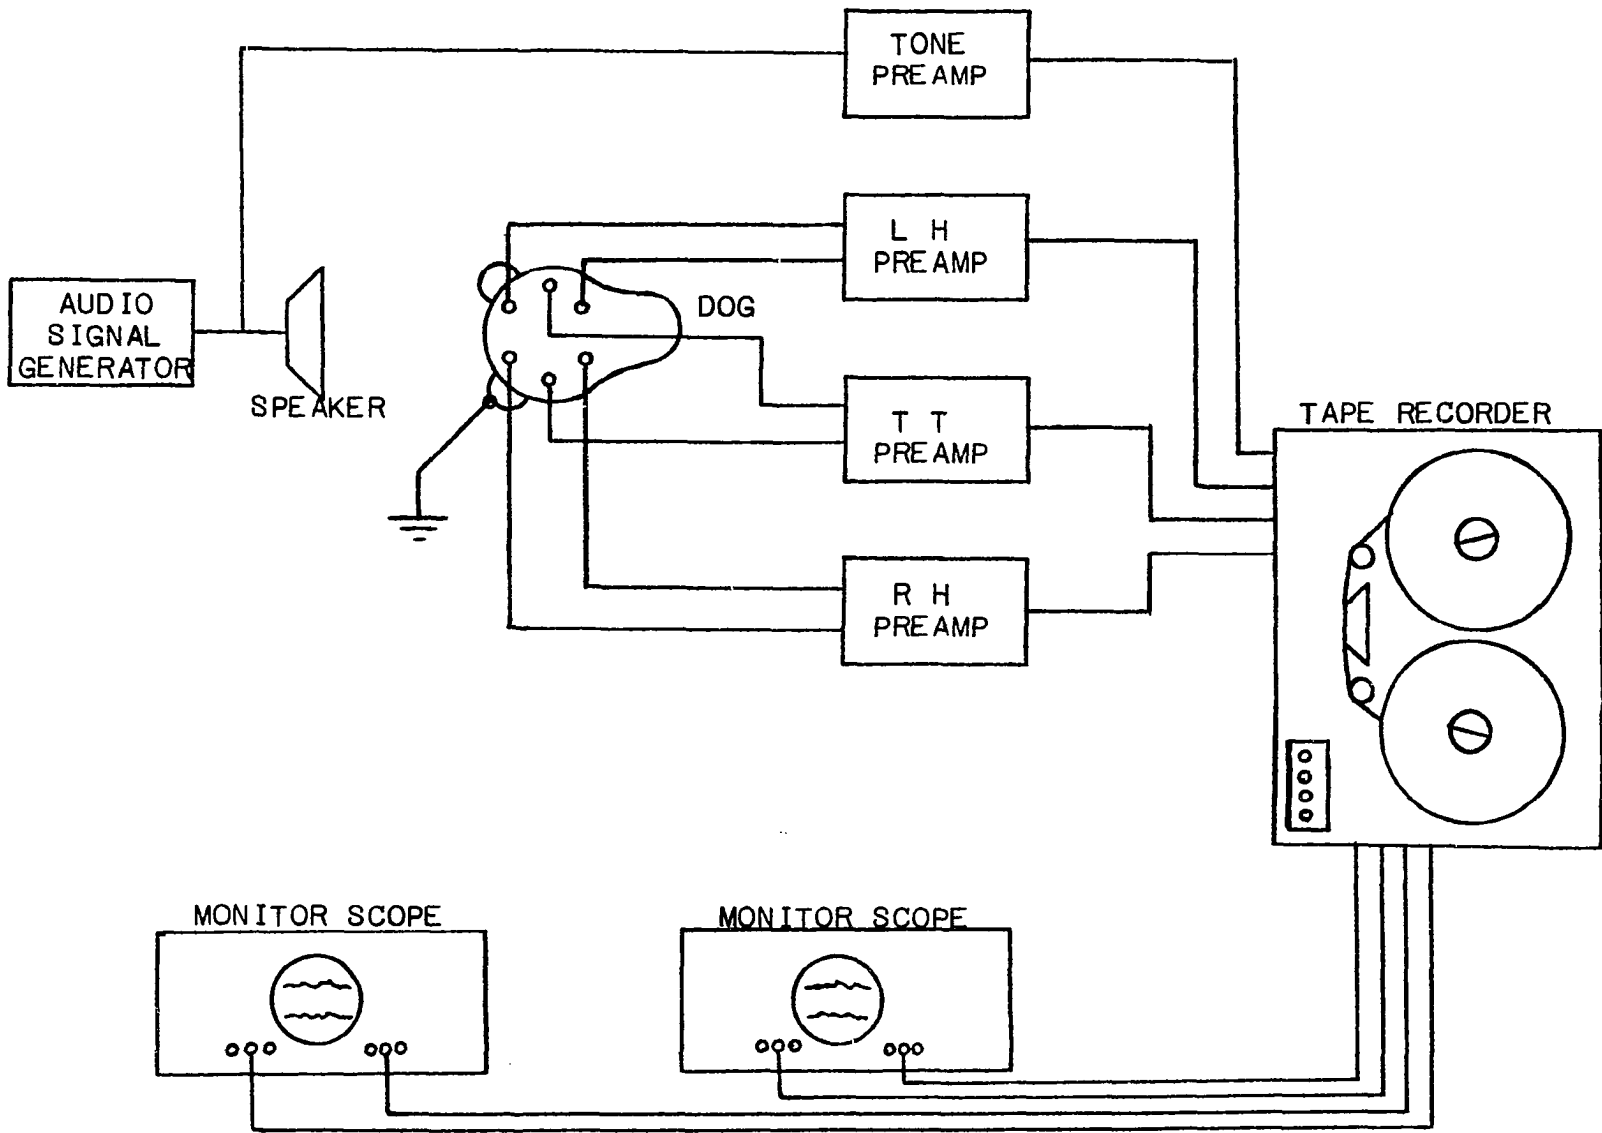 TONE
PREAMP
L H
PREAMP
AUDIO
SIGNAL
GENERATOR
DOG
SPEAKER
T T
PREAMP
TAPE RECORDER
R H
PREAMP
MONITOR SCOPE
MONITOR SCOPE